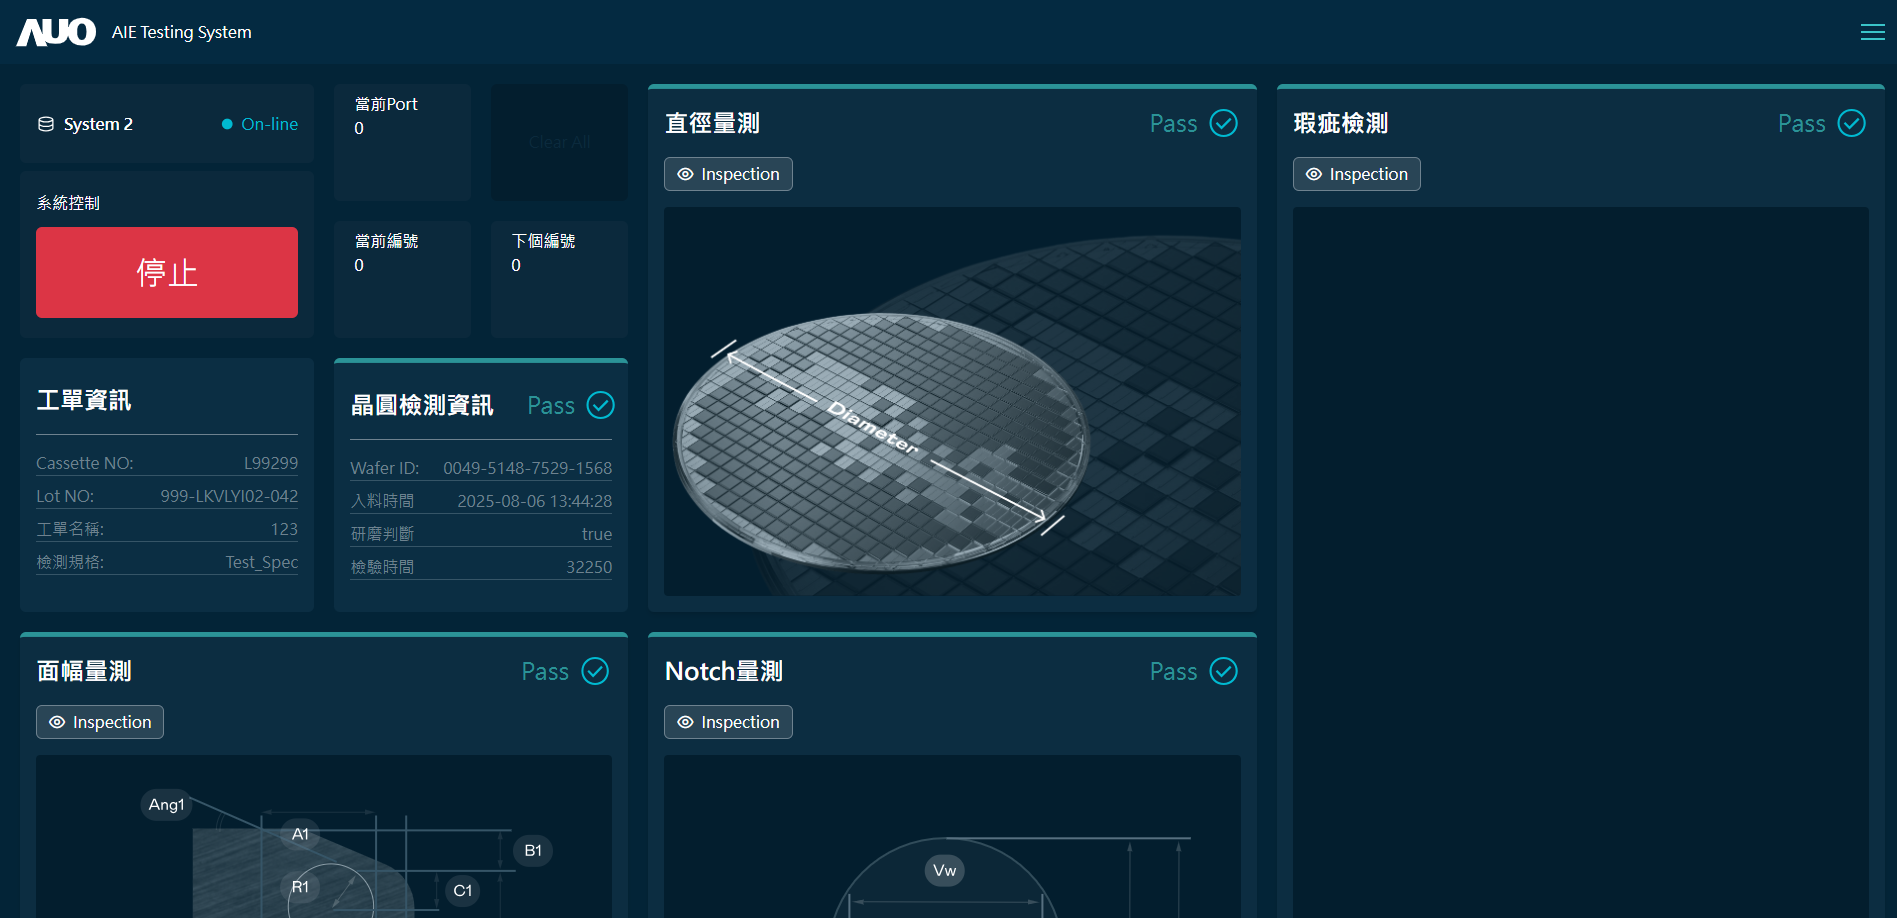 AUO AIE Testing System
System 2
On-line
系統控制
停止
當前Port
0
Clear All
當前編號
0
下個編號
0
工單資訊
Cassette NO: L99299
Lot NO: 999-LKVLYI02-042
工單名稱: 123
檢測規格: Test_Spec
晶圓檢測資訊 Pass
Wafer ID: 0049-5148-7529-1568
入料時間 2025-08-06 13:44:28
研磨判斷 true
檢驗時間 32250
直徑量測 Pass
Inspection
Diameter
瑕疵檢測 Pass
Inspection
面幅量測 Pass
Inspection
Ang1
A1
B1
R1
C1
Notch量測 Pass
Inspection
Vw